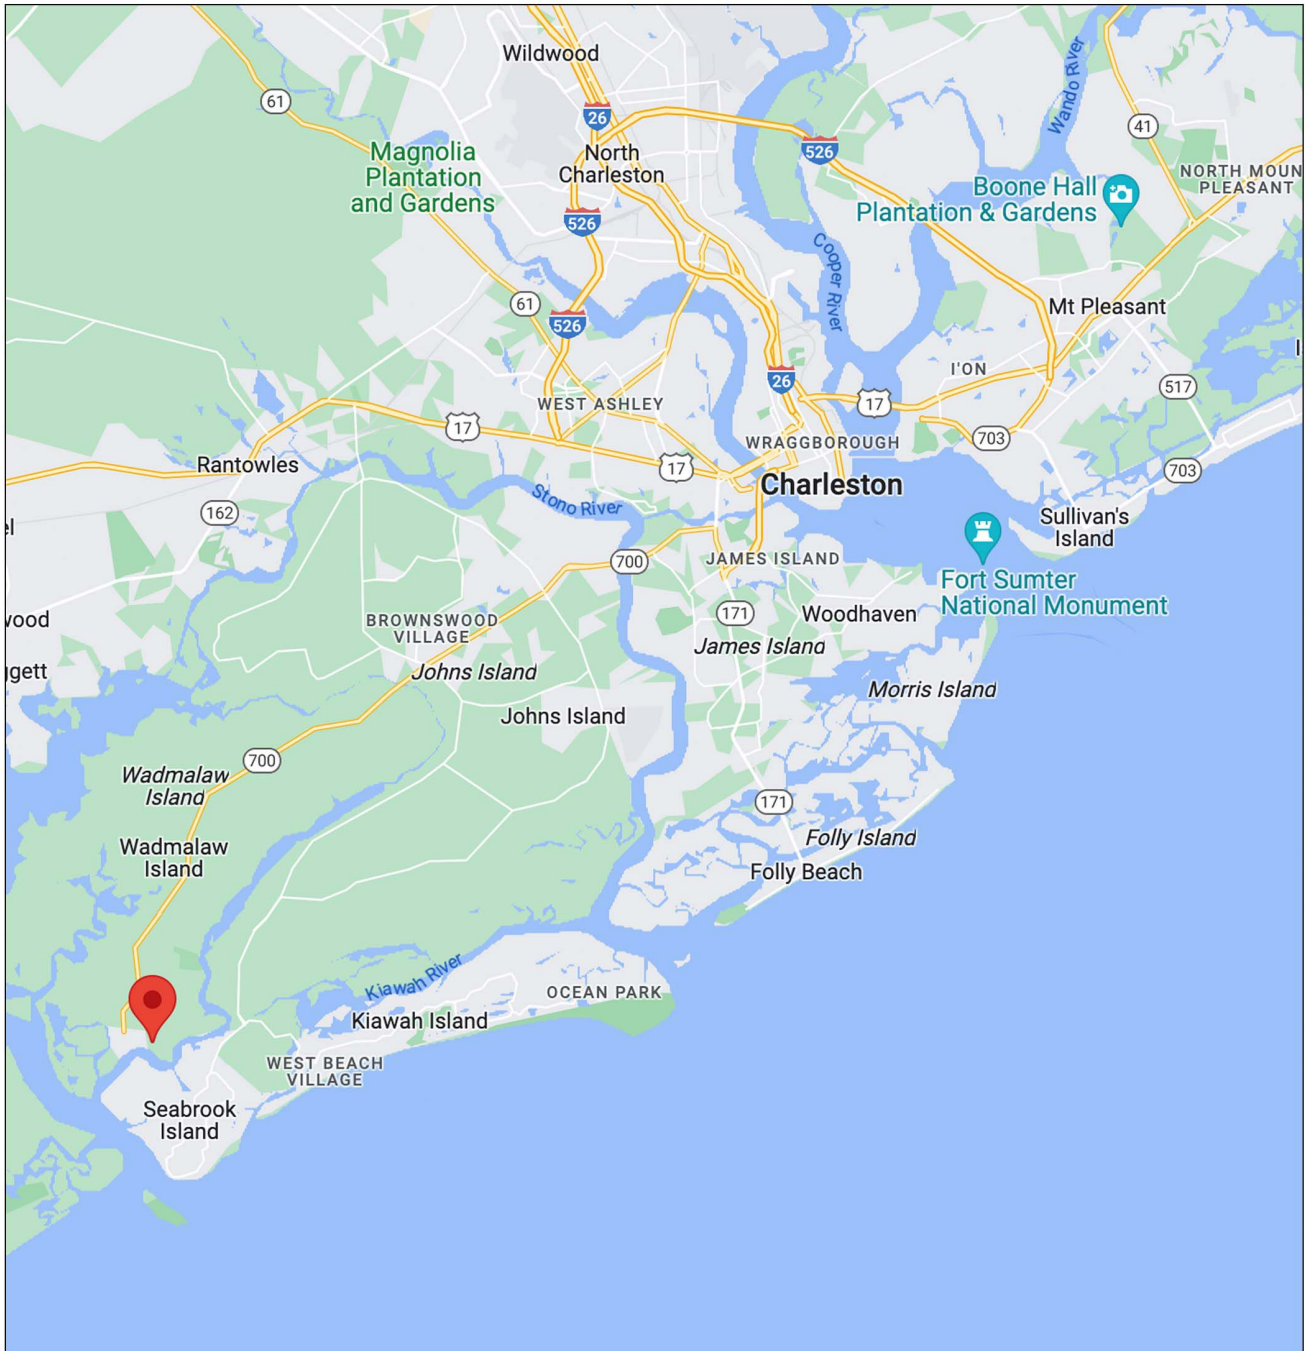 Wildwood
61
26
Wando River
41
526
North
Charleston
Magnolia
Plantation
and Gardens
NORTH MOUN
PLEASANT
Boone Hall
Plantation & Gardens
526
Cooper River
61
526
Mt Pleasant
I'ON
26
517
WEST ASHLEY
17
17
703
WRAGGBOROUGH
Rantowles
17
703
Charleston
Stono River
162
Sullivan's
Island
el
700
JAMES ISLAND
Fort Sumter
National Monument
171
Woodhaven
wood
BROWNSWOOD
VILLAGE
James Island
ggett
Johns Island
Morris Island
Johns Island
700
Wadmalaw
Island
171
Folly Island
Wadmalaw
Island
Folly Beach
Kiawah River
OCEAN PARK
Kiawah Island
WEST BEACH
VILLAGE
Seabrook
Island